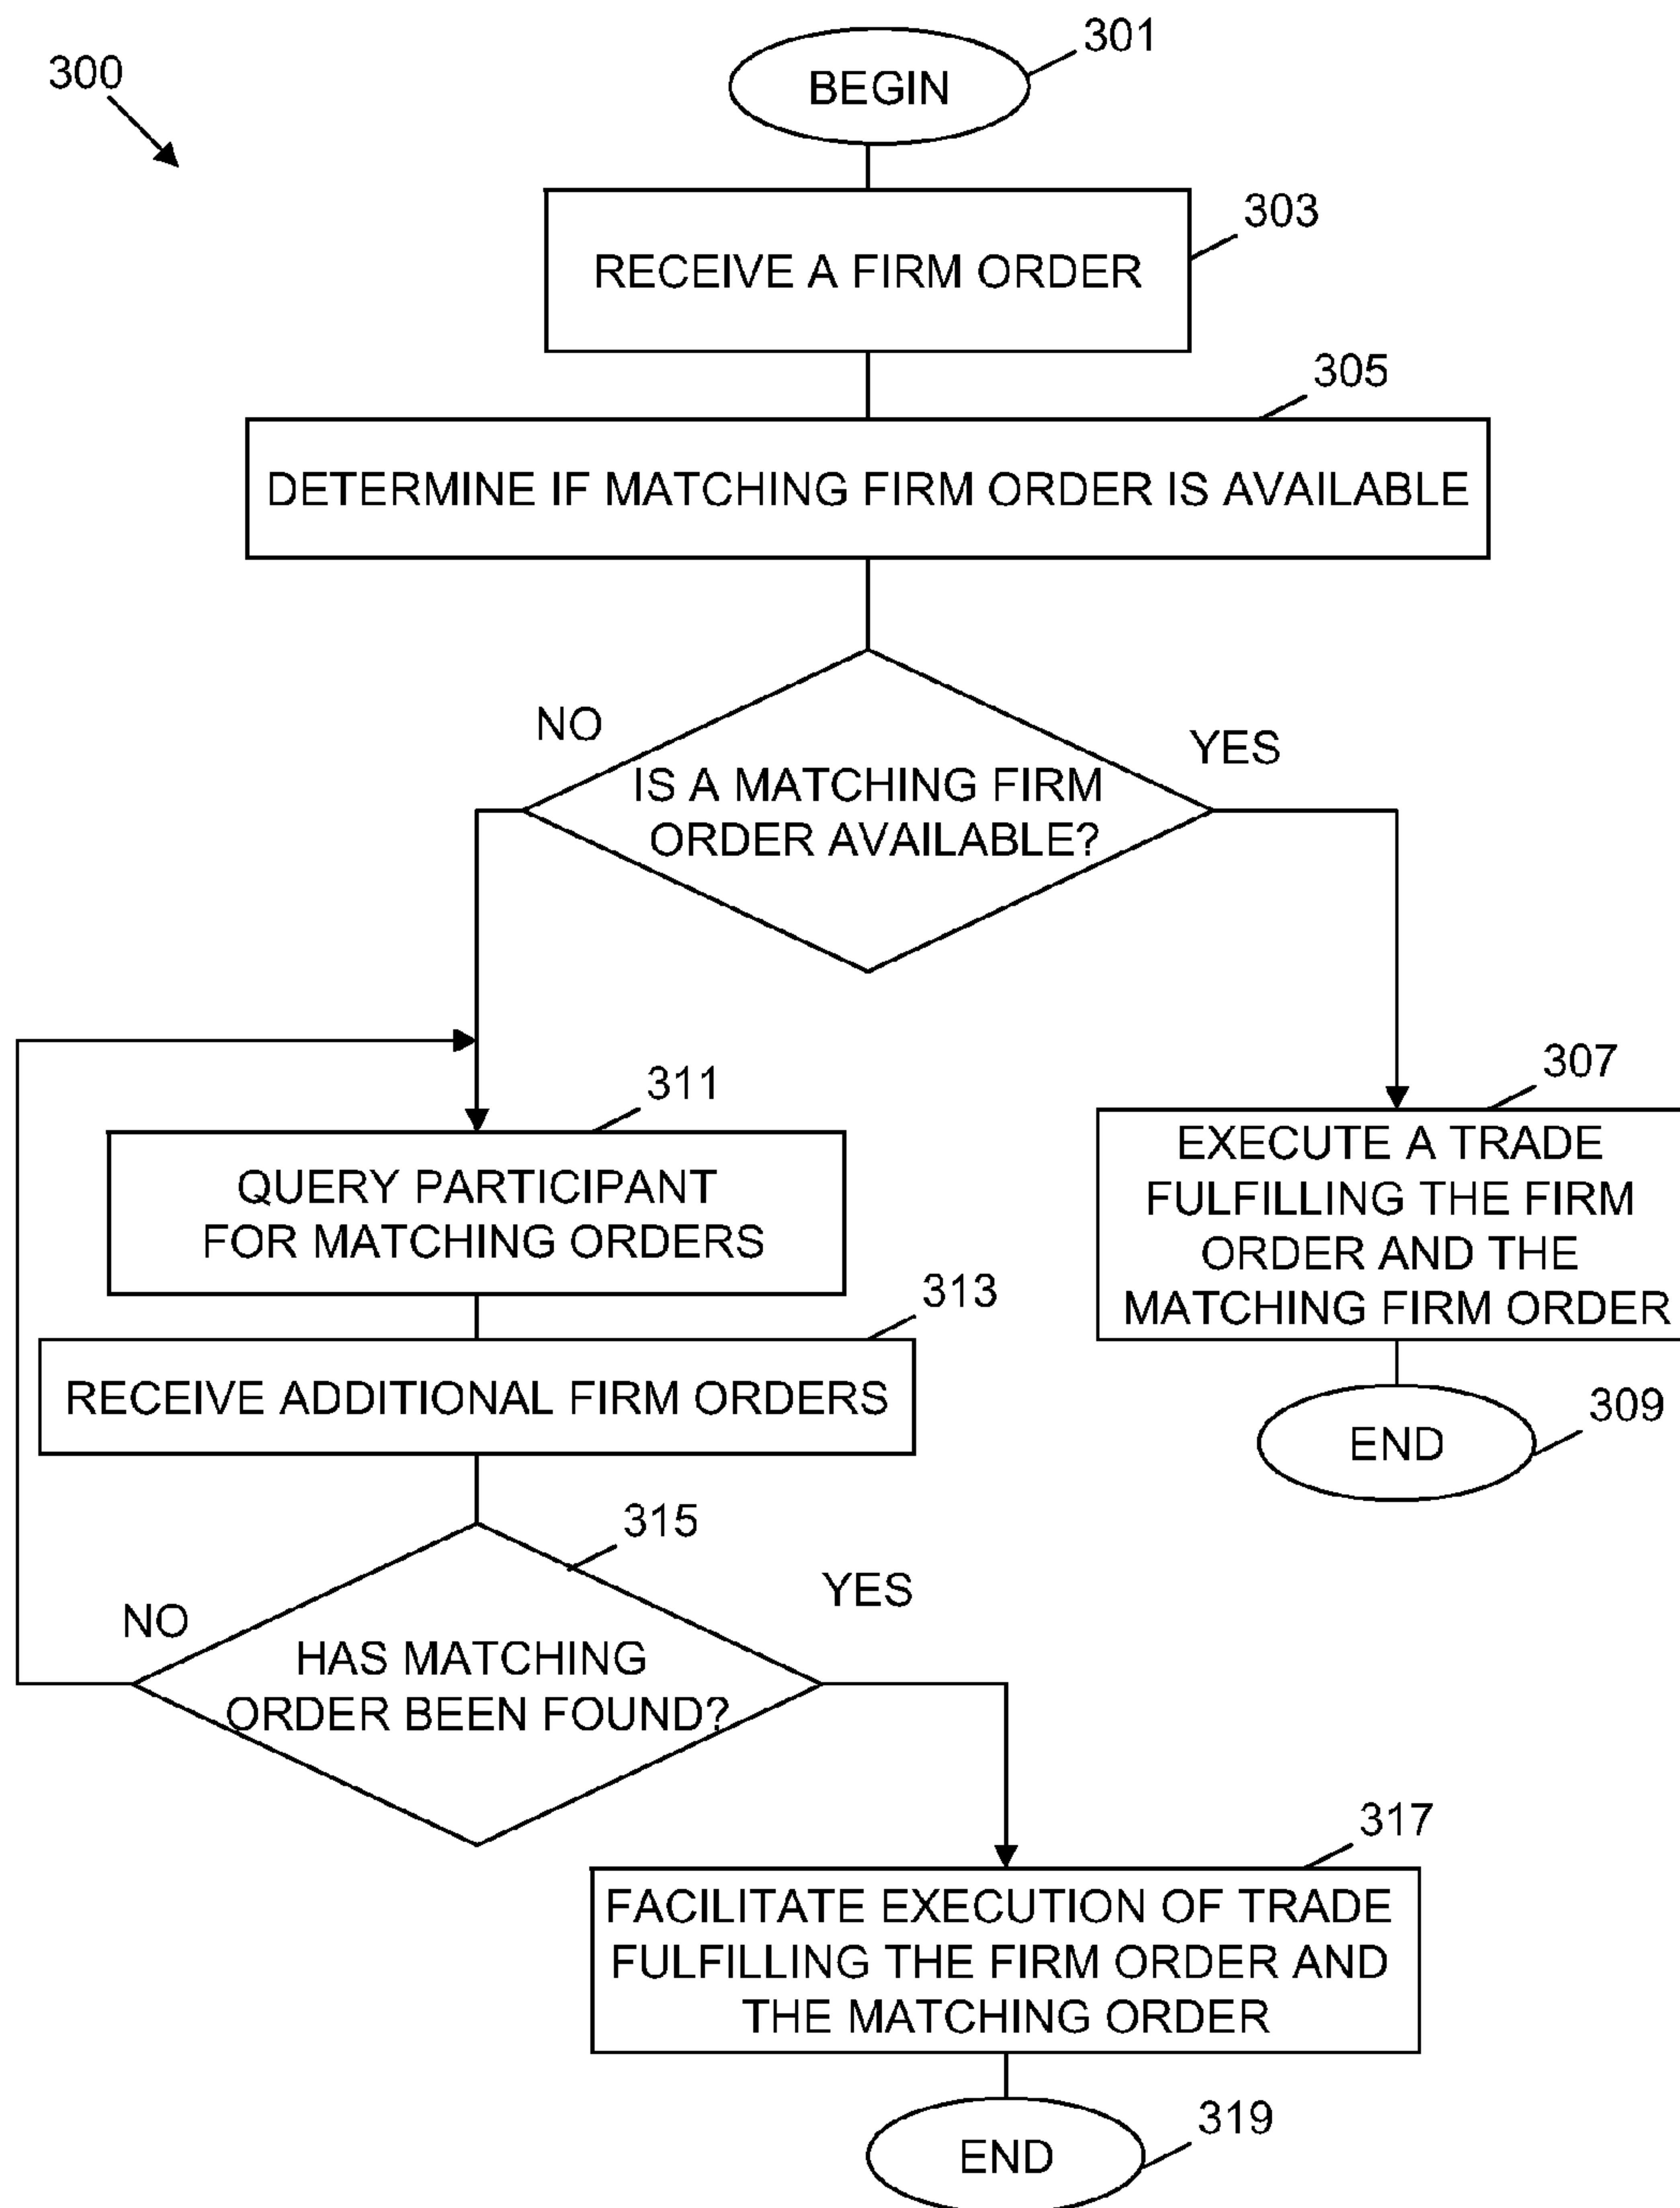 300
BEGIN
301
RECEIVE A FIRM ORDER
303
305
DETERMINE IF MATCHING FIRM ORDER IS AVAILABLE
NO
YES
IS A MATCHING FIRM
ORDER AVAILABLE?
307
EXECUTE A TRADE
FULFILLING THE FIRM
ORDER AND THE
MATCHING FIRM ORDER
309
END
311
QUERY PARTICIPANT
FOR MATCHING ORDERS
313
RECEIVE ADDITIONAL FIRM ORDERS
315
NO
YES
HAS MATCHING
ORDER BEEN FOUND?
317
FACILITATE EXECUTION OF TRADE
FULFILLING THE FIRM ORDER AND
THE MATCHING ORDER
319
END